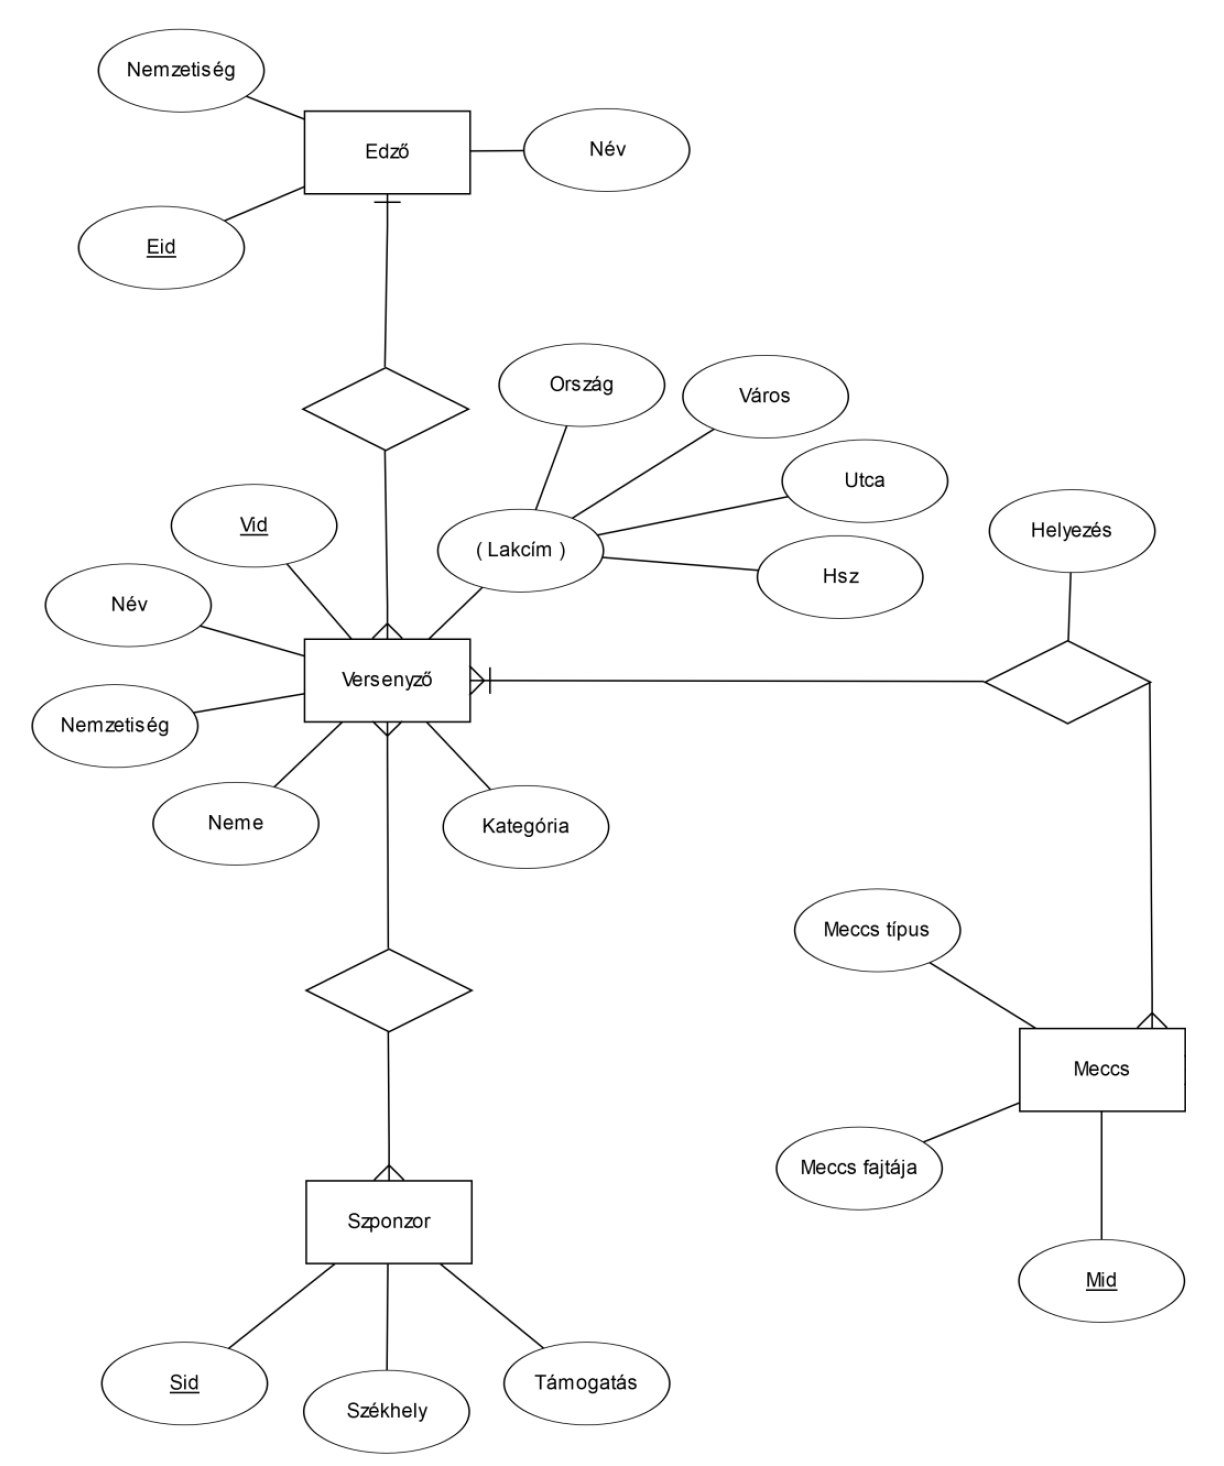 Nemzetiség
Edző
Név
Eid
Ország
Város
Utca
Vid
Helyezés
( Lakcím )
Hsz
Név
Versenyző
Nemzetiség
Neme
Kategória
Meccs típus
Meccs
Meccs fajtája
Szponzor
Mid
Sid
Székhely
Támogatás